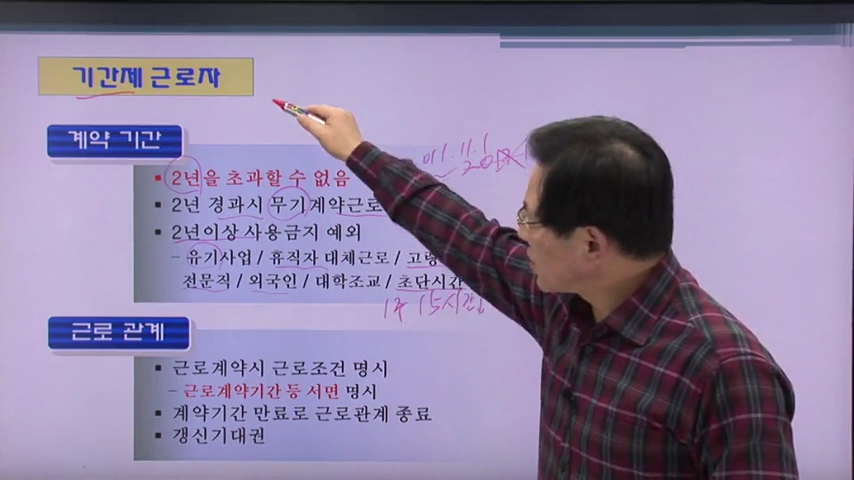 기간제 근로자
계약 기간
▪ 2년을 초과할 수 없음
▪ 2년 경과시 무기계약근로
▪ 2년이상 사용금지 예외
– 유기사업 / 휴직자 대체근로 / 고령
전문직 / 외국인 / 대학조교 / 초단시간
1주 15시간
근로 관계
▪ 근로계약시 근로조건 명시
– 근로계약기간 등 서면 명시
▪ 계약기간 만료로 근로관계 종료
▪ 갱신기대권